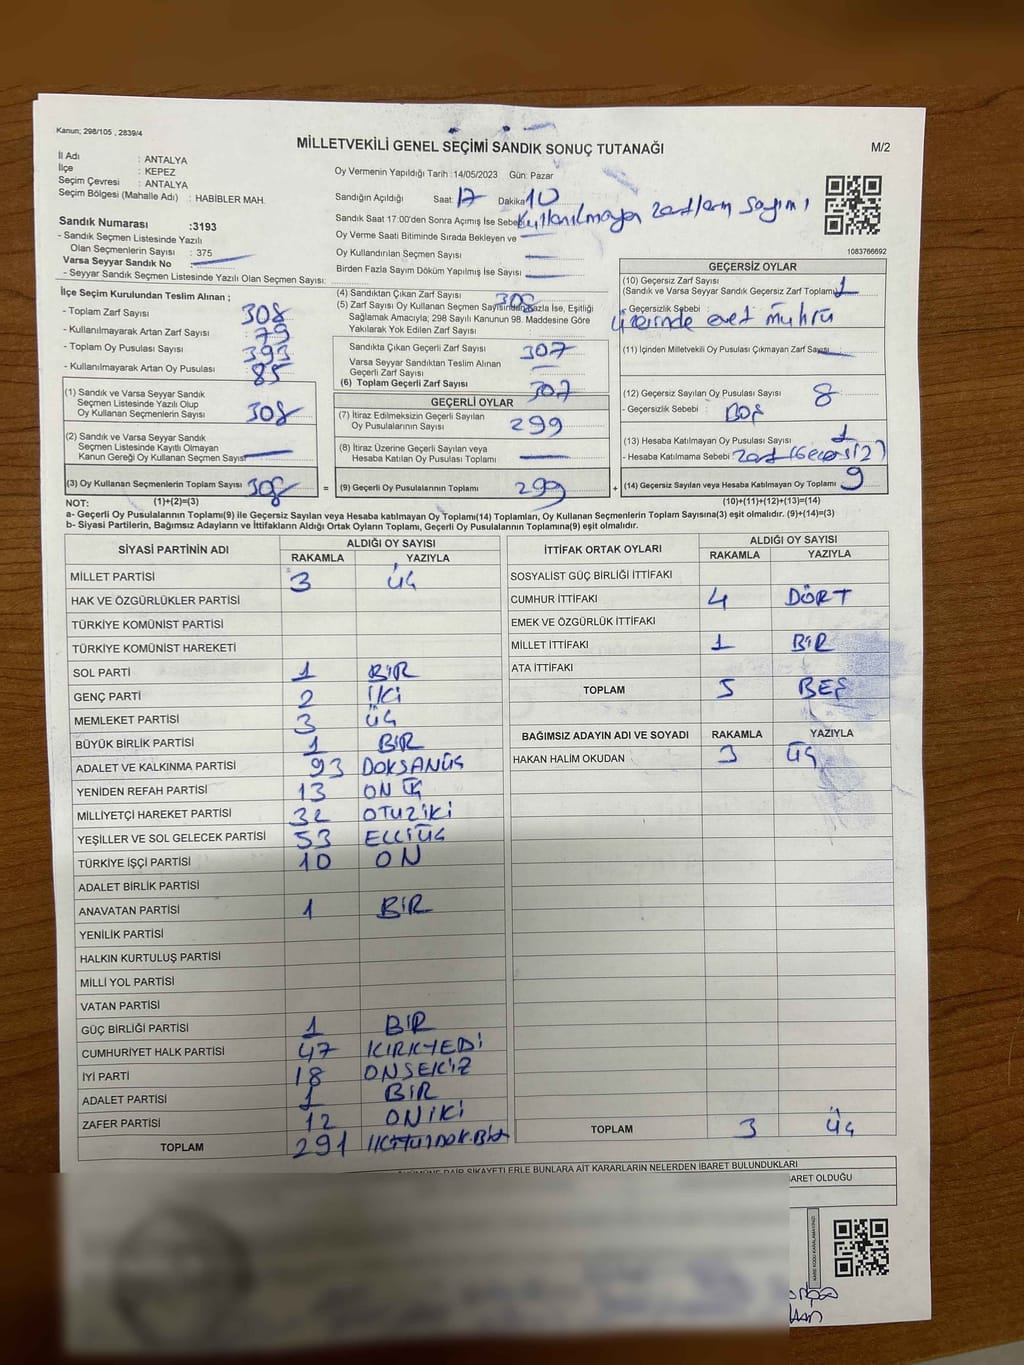 Kanun; 298/105 , 2839/4
MİLLETVEKİLİ GENEL SEÇİMİ SANDIK SONUÇ TUTANAĞI
M/2
İl Adı : ANTALYA
İlçe : KEPEZ
Seçim Çevresi : ANTALYA
Seçim Bölgesi (Mahalle Adı) : HABİBLER MAH.
Oy Vermenin Yapıldığı Tarih : 14/05/2023 Gün: Pazar
Sandığın Açıldığı Saat: 17 Dakika 10
Sandık Saat 17:00'den Sonra Açımış İse Sebebi Kullanılmayan zarfların sayımı
Oy Verme Saati Bitiminde Sırada Bekleyen ve
Oy Kullandırılan Seçmen Sayısı
Birden Fazla Sayım Döküm Yapılmış İse Sayısı
1083766692
Sandık Numarası :3193
- Sandık Seçmen Listesinde Yazılı
Olan Seçmenlerin Sayısı : 375
Varsa Seyyar Sandık No
- Seyyar Sandık Seçmen Listesinde Yazılı Olan Seçmen Sayısı:
İlçe Seçim Kurulundan Teslim Alınan ;
- Toplam Zarf Sayısı 308
- Kullanılmayarak Artan Zarf Sayısı 79
- Toplam Oy Pusulası Sayısı 393
- Kullanılmayarak Artan Oy Pusulası 85
(1) Sandık ve Varsa Seyyar Sandık
Seçmen Listesinde Yazılı Olup
Oy Kullanan Seçmenlerin Sayısı 308
(2) Sandık ve Varsa Seyyar Sandık
Seçmen Listesinde Kayıtlı Olmayan
Kanun Gereği Oy Kullanan Seçmen Sayısı
(3) Oy Kullanan Seçmenlerin Toplam Sayısı 308 =
(4) Sandıktan Çıkan Zarf Sayısı 308
(5) Zarf Sayısı Oy Kullanan Seçmen Sayısından Fazla İse, Eşitliği
Sağlamak Amacıyla; 298 Sayılı Kanunun 98. Maddesine Göre
Yakılarak Yok Edilen Zarf Sayısı
Sandıkta Çıkan Geçerli Zarf Sayısı 307
Varsa Seyyar Sandıktan Teslim Alınan
Geçerli Zarf Sayısı
(6) Toplam Geçerli Zarf Sayısı 307
GEÇERLİ OYLAR
(7) İtiraz Edilmeksizin Geçerli Sayılan
Oy Pusulalarının Sayısı 299
(8) İtiraz Üzerine Geçerli Sayılan veya
Hesaba Katılan Oy Pusulası Toplamı
(9) Geçerli Oy Pusulalarının Toplamı 299 +
GEÇERSİZ OYLAR
(10) Geçersiz Zarf Sayısı
(Sandık ve Varsa Seyyar Sandık Geçersiz Zarf Toplamı) 1
- Geçersizlik Sebebi :
üzerinde evet mührü
(11) İçinden Milletvekili Oy Pusulası Çıkmayan Zarf Sayısı
(12) Geçersiz Sayılan Oy Pusulası Sayısı 8
- Geçersizlik Sebebi : BOŞ
(13) Hesaba Katılmayan Oy Pusulası Sayısı 1
- Hesaba Katılmama Sebebi zarf (Geçersiz)
(14) Geçersiz Sayılan veya Hesaba Katılmayan Oy Toplamı 9
NOT: (1)+(2)=(3) (10)+(11)+(12)+(13)=(14)
a- Geçerli Oy Pusulalarının Toplamı(9) ile Geçersiz Sayılan veya Hesaba katılmayan Oy Toplamı(14) Toplamları, Oy Kullanan Seçmenlerin Toplam Sayısına(3) eşit olmalıdır. (9)+(14)=(3)
b- Siyasi Partilerin, Bağımsız Adayların ve İttifakların Aldığı Ortak Oyların Toplamı, Geçerli Oy Pusulalarının Toplamına(9) eşit olmalıdır.
SİYASİ PARTİNİN ADI
ALDIĞI OY SAYISI
RAKAMLA YAZIYLA
MİLLET PARTİSİ 3 ÜÇ
HAK VE ÖZGÜRLÜKLER PARTİSİ
TÜRKİYE KOMÜNİST PARTİSİ
TÜRKİYE KOMÜNİST HAREKETİ
SOL PARTİ 1 BİR
GENÇ PARTİ 2 İKİ
MEMLEKET PARTİSİ 3 ÜÇ
BÜYÜK BİRLİK PARTİSİ 1 BİR
ADALET VE KALKINMA PARTİSİ 93 DOKSANÜÇ
YENİDEN REFAH PARTİSİ 13 ON ÜÇ
MİLLİYETÇİ HAREKET PARTİSİ 32 OTUZİKİ
YEŞİLLER VE SOL GELECEK PARTİSİ 53 ELLİÜÇ
TÜRKİYE İŞÇİ PARTİSİ 10 ON
ADALET BİRLİK PARTİSİ
ANAVATAN PARTİSİ 1 BİR
YENİLİK PARTİSİ
HALKIN KURTULUŞ PARTİSİ
MİLLİ YOL PARTİSİ
VATAN PARTİSİ
GÜÇ BİRLİĞİ PARTİSİ 1 BİR
CUMHURİYET HALK PARTİSİ 47 KIRKYEDİ
İYİ PARTİ 18 ONSEKİZ
ADALET PARTİSİ 1 BİR
ZAFER PARTİSİ 12 ONİKİ
TOPLAM 291
İTTİFAK ORTAK OYLARI
ALDIĞI OY SAYISI
RAKAMLA YAZIYLA
SOSYALİST GÜÇ BİRLİĞİ İTTİFAKI
CUMHUR İTTİFAKI 4 DÖRT
EMEK VE ÖZGÜRLÜK İTTİFAKI
MİLLET İTTİFAKI 1 BİR
ATA İTTİFAKI
TOPLAM 5 BEŞ
BAĞIMSIZ ADAYIN ADI VE SOYADI RAKAMLA YAZIYLA
HAKAN HALİM OKUDAN 3 ÜÇ
TOPLAM 3 ÜÇ
DAİR ŞİKAYETLERLE BUNLARA AİT KARARLARIN NELERDEN İBARET BULUNDUKLARI
İBARET OLDUĞU